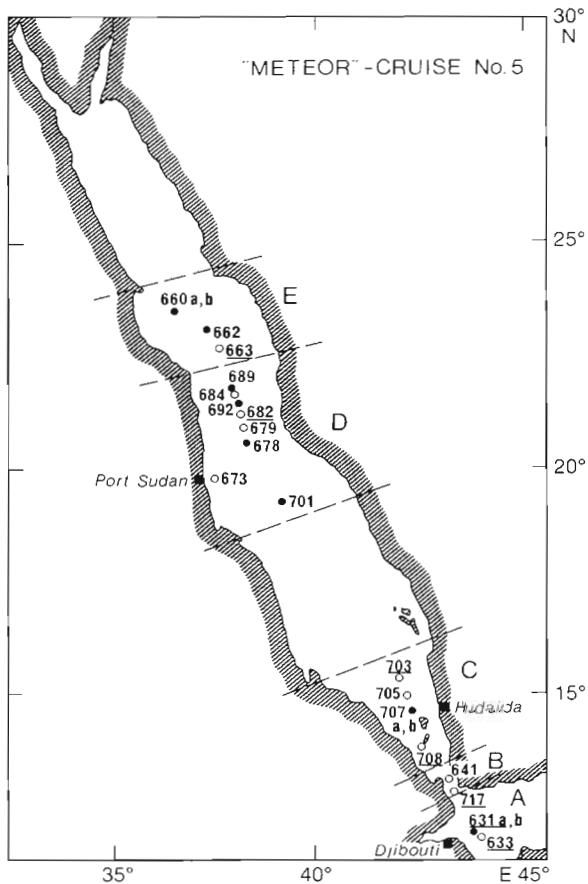 30°
N
"METEOR"-CRUISE No. 5
25°
E
660 a,b
662
663
689
684
692
682
679
678
D
20°
Port Sudan
673
701
703
C
705
15°
707
a,b
Hudaida
708
B
641
717
A
631 a,b
633
Djibouti
35°
40°
E 45°